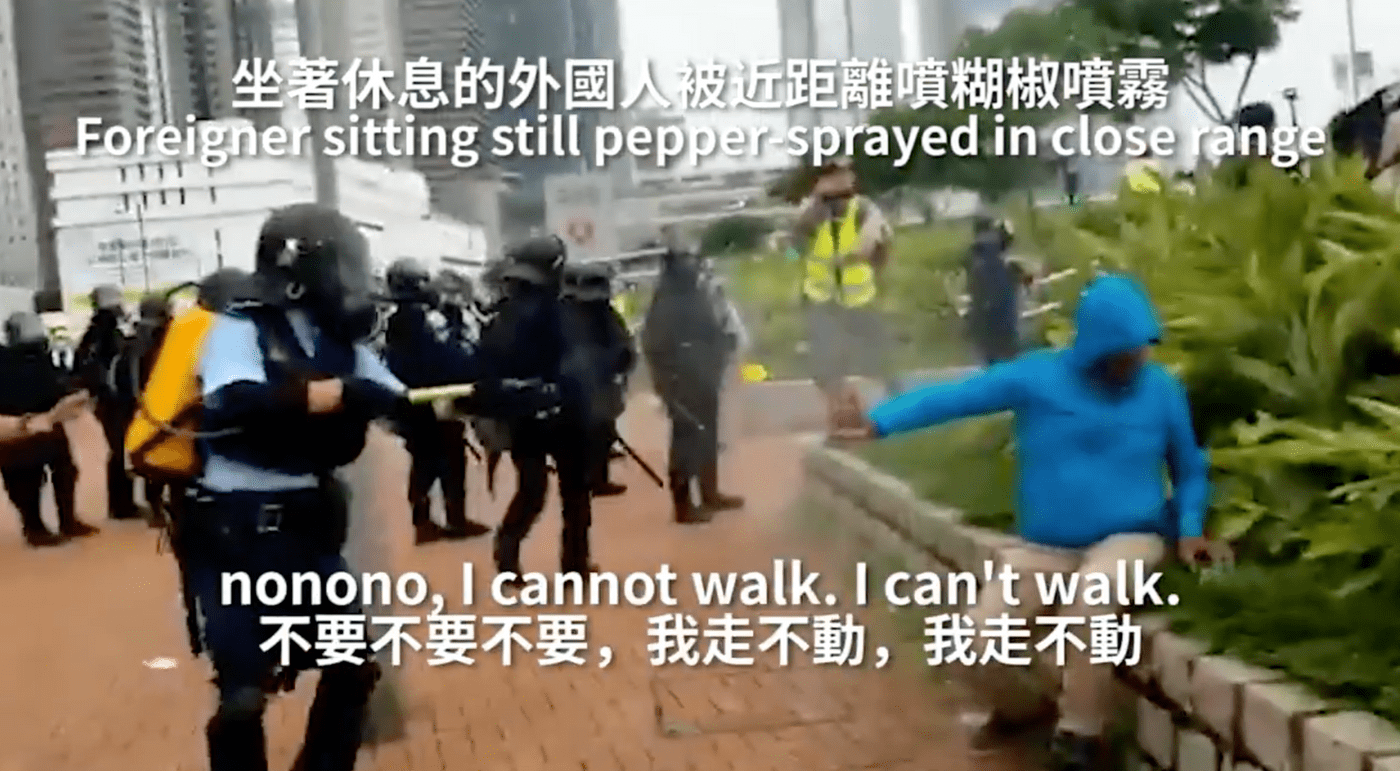 坐著休息的外國人被近距離噴糊椒噴霧
Foreigner sitting still pepper-sprayed in close range
nonono, I cannot walk. I can't walk.
不要不要不要，我走不動，我走不動